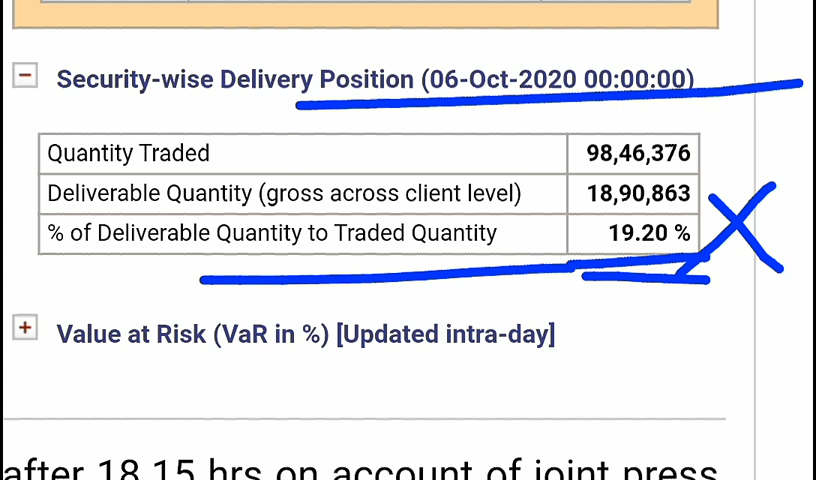 Security-wise Delivery Position (06-Oct-2020 00:00:00)
Quantity Traded 98,46,376
Deliverable Quantity (gross across client level) 18,90,863
% of Deliverable Quantity to Traded Quantity 19.20 %
Value at Risk (VaR in %) [Updated intra-day]
after 18.15 hrs on account of joint press